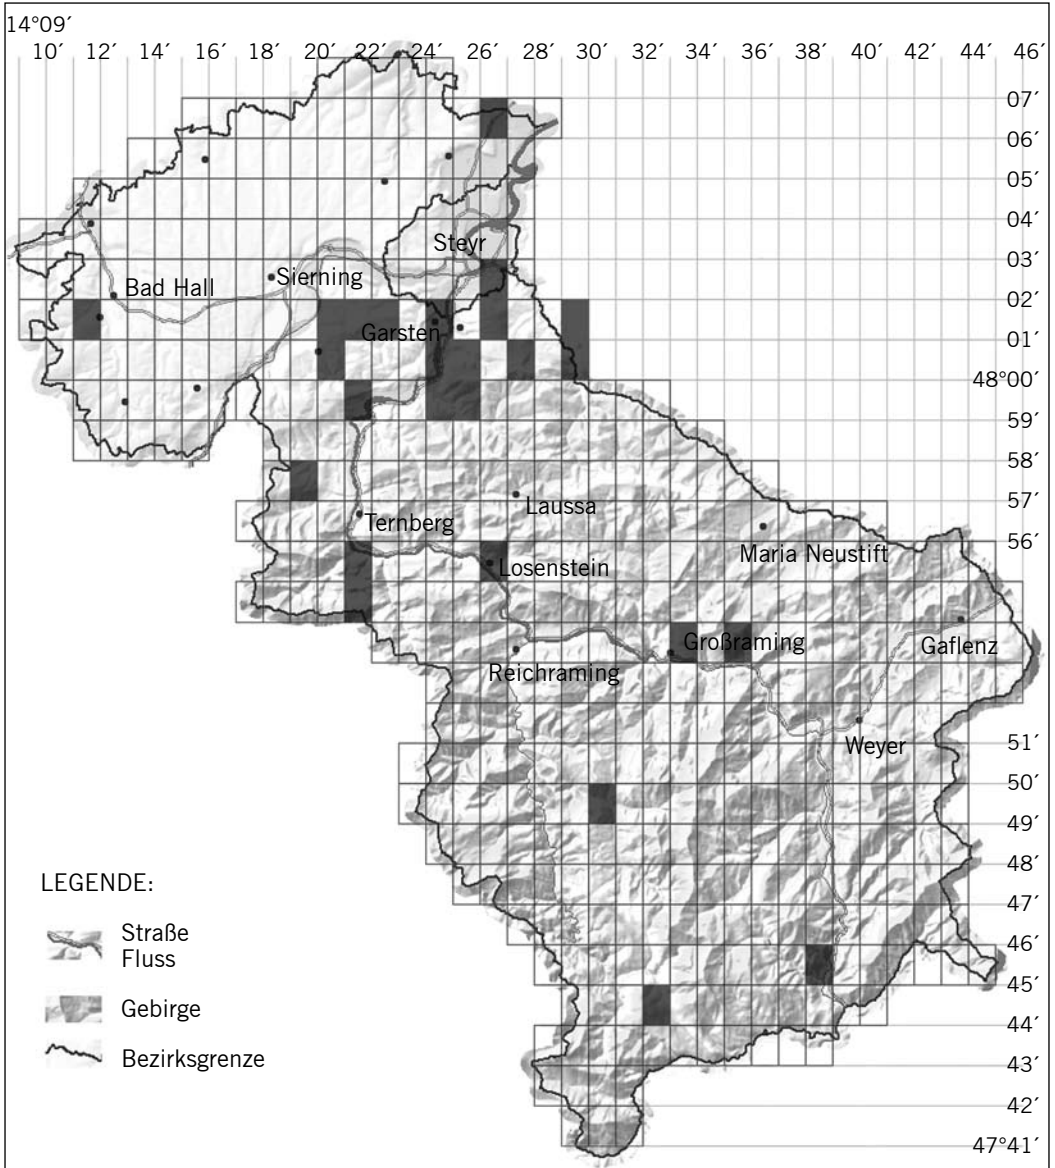 14°09′
10′ 12′ 14′ 16′ 18′ 20′ 22′ 24′ 26′ 28′ 30′ 32′ 34′ 36′ 38′ 40′ 42′ 44′ 46′
07′
06′
05′
04′
Steyr
03′
Sierning
Bad Hall
02′
Garsten
01′
48°00′
59′
58′
57′
Laussa
Ternberg
56′
Maria Neustift
Losenstein
Großraming
Gaflenz
Reichraming
51′
Weyer
50′
49′
48′
LEGENDE:
47′
Straße
Fluss
46′
45′
Gebirge
44′
Bezirksgrenze
43′
42′
47°41′